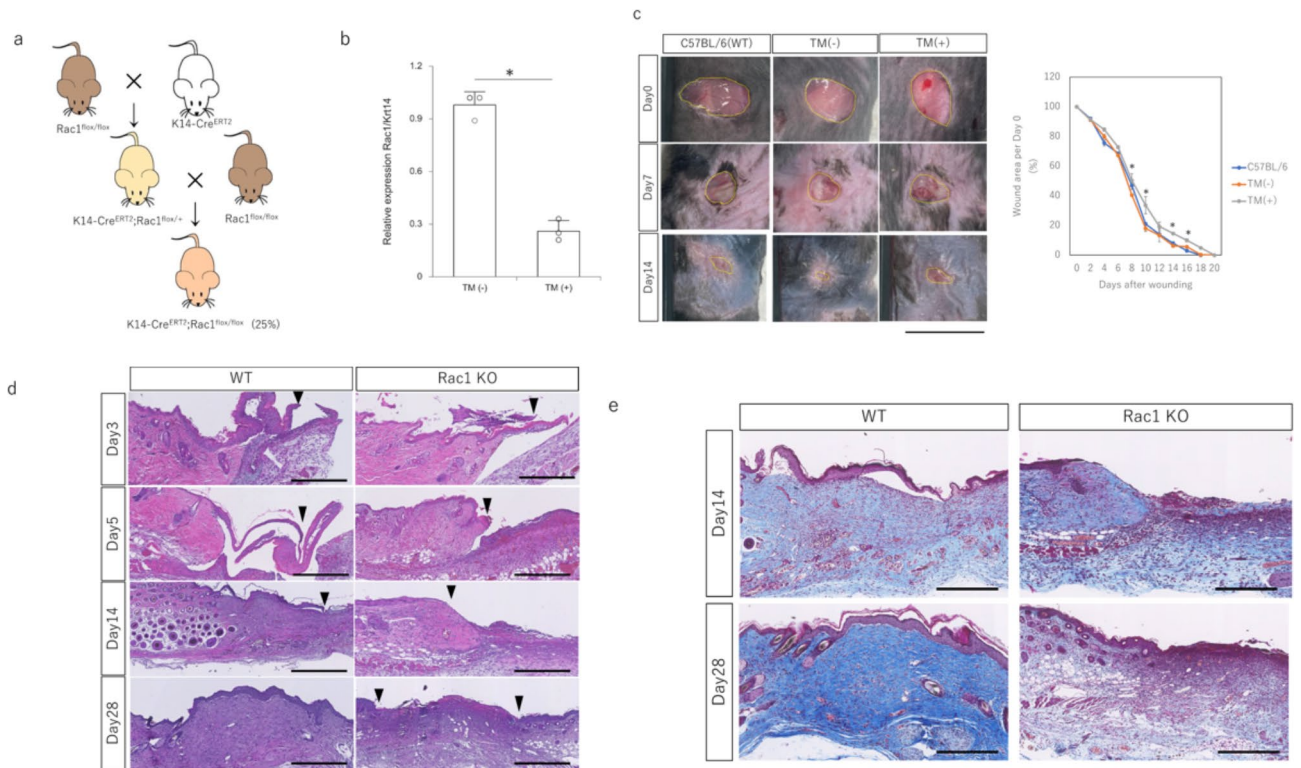 a
Rac1flox/flox
K14-CreERT2
K14-CreERT2;Rac1flox/+
Rac1flox/flox
K14-CreERT2;Rac1flox/flox (25%)
b
Relative expression Rac1/Krt14
1.2
0.9
0.6
0.3
0
*
TM (-)
TM (+)
c
C57BL/6(WT)
TM(-)
TM(+)
Day0
Day7
Day14
Wound area per Day 0
(%)
120
100
80
60
40
20
0
* * * *
0 2 4 6 8 10 12 14 16 18 20
Days after wounding
C57BL/6
TM(-)
TM(+)
d
WT
Rac1 KO
Day3
Day5
Day14
Day28
e
WT
Rac1 KO
Day14
Day28